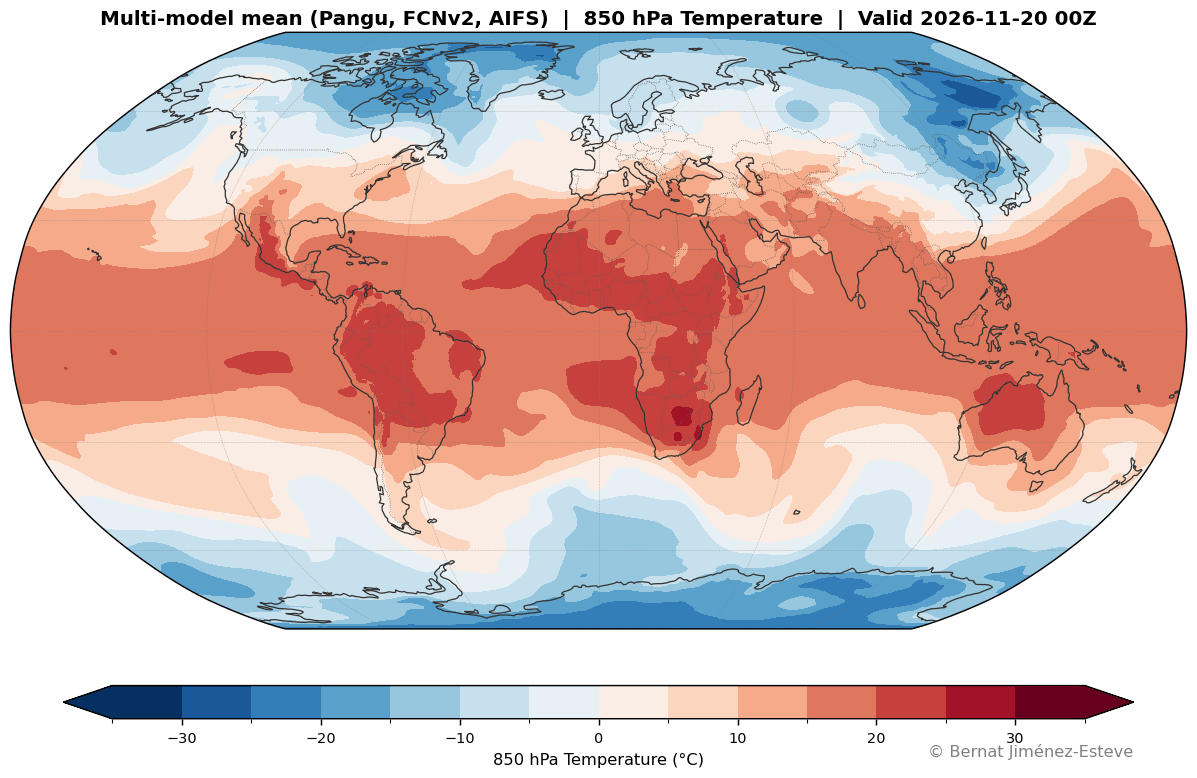 Multi-model mean (Pangu, FCNv2, AIFS)  |  850 hPa Temperature  |  Valid 2026-11-20 00Z
−30 −20 −10 0 10 20 30
850 hPa Temperature (°C)
© Bernat Jiménez-Esteve